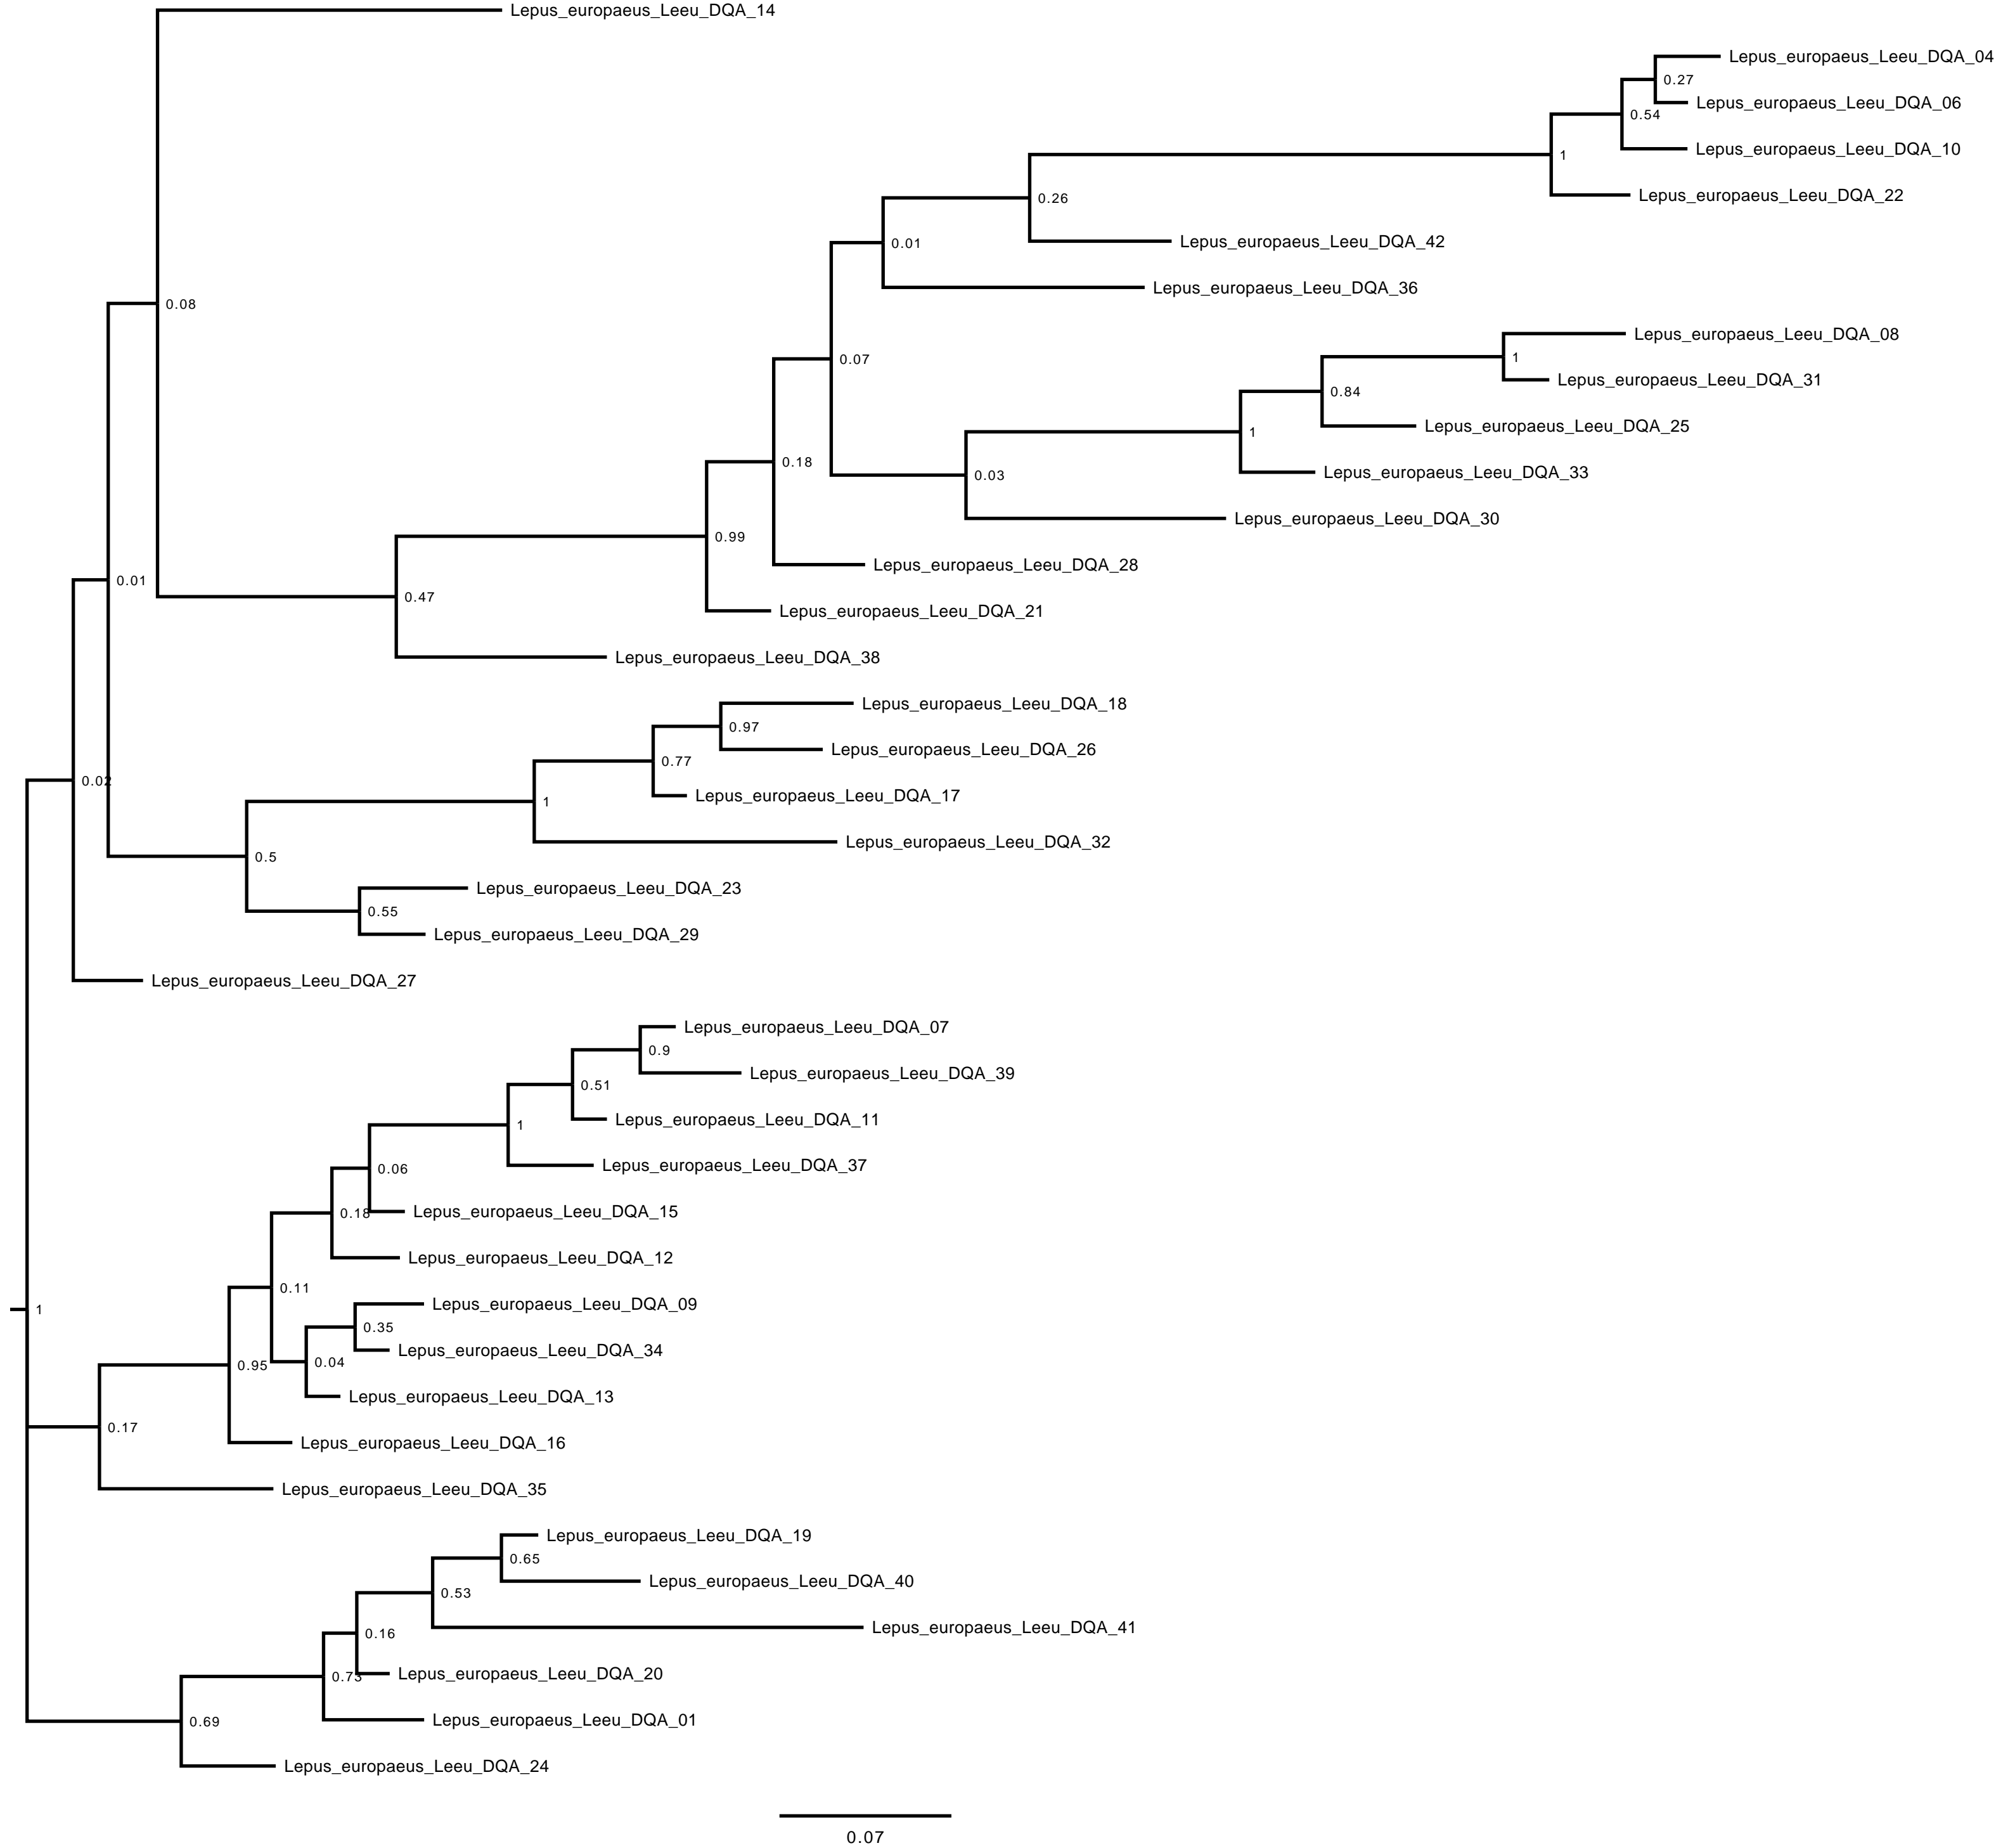 Lepus_europaeus_Leeu_DQA_14
Lepus_europaeus_Leeu_DQA_04
0.27
Lepus_europaeus_Leeu_DQA_06
0.54
Lepus_europaeus_Leeu_DQA_10
1
Lepus_europaeus_Leeu_DQA_22
0.26
Lepus_europaeus_Leeu_DQA_42
0.01
Lepus_europaeus_Leeu_DQA_36
0.08
Lepus_europaeus_Leeu_DQA_08
1
0.07
Lepus_europaeus_Leeu_DQA_31
0.84
Lepus_europaeus_Leeu_DQA_25
1
0.18
Lepus_europaeus_Leeu_DQA_33
0.03
Lepus_europaeus_Leeu_DQA_30
0.99
Lepus_europaeus_Leeu_DQA_28
0.01
0.47
Lepus_europaeus_Leeu_DQA_21
Lepus_europaeus_Leeu_DQA_38
Lepus_europaeus_Leeu_DQA_18
0.97
Lepus_europaeus_Leeu_DQA_26
0.77
0.02
Lepus_europaeus_Leeu_DQA_17
1
Lepus_europaeus_Leeu_DQA_32
0.5
Lepus_europaeus_Leeu_DQA_23
0.55
Lepus_europaeus_Leeu_DQA_29
Lepus_europaeus_Leeu_DQA_27
Lepus_europaeus_Leeu_DQA_07
0.9
Lepus_europaeus_Leeu_DQA_39
0.51
Lepus_europaeus_Leeu_DQA_11
1
Lepus_europaeus_Leeu_DQA_37
0.06
Lepus_europaeus_Leeu_DQA_15
0.18
Lepus_europaeus_Leeu_DQA_12
0.11
Lepus_europaeus_Leeu_DQA_09
1
0.35
Lepus_europaeus_Leeu_DQA_34
0.04
0.95
Lepus_europaeus_Leeu_DQA_13
0.17
Lepus_europaeus_Leeu_DQA_16
Lepus_europaeus_Leeu_DQA_35
Lepus_europaeus_Leeu_DQA_19
0.65
Lepus_europaeus_Leeu_DQA_40
0.53
Lepus_europaeus_Leeu_DQA_41
0.16
Lepus_europaeus_Leeu_DQA_20
0.73
Lepus_europaeus_Leeu_DQA_01
0.69
Lepus_europaeus_Leeu_DQA_24
0.07